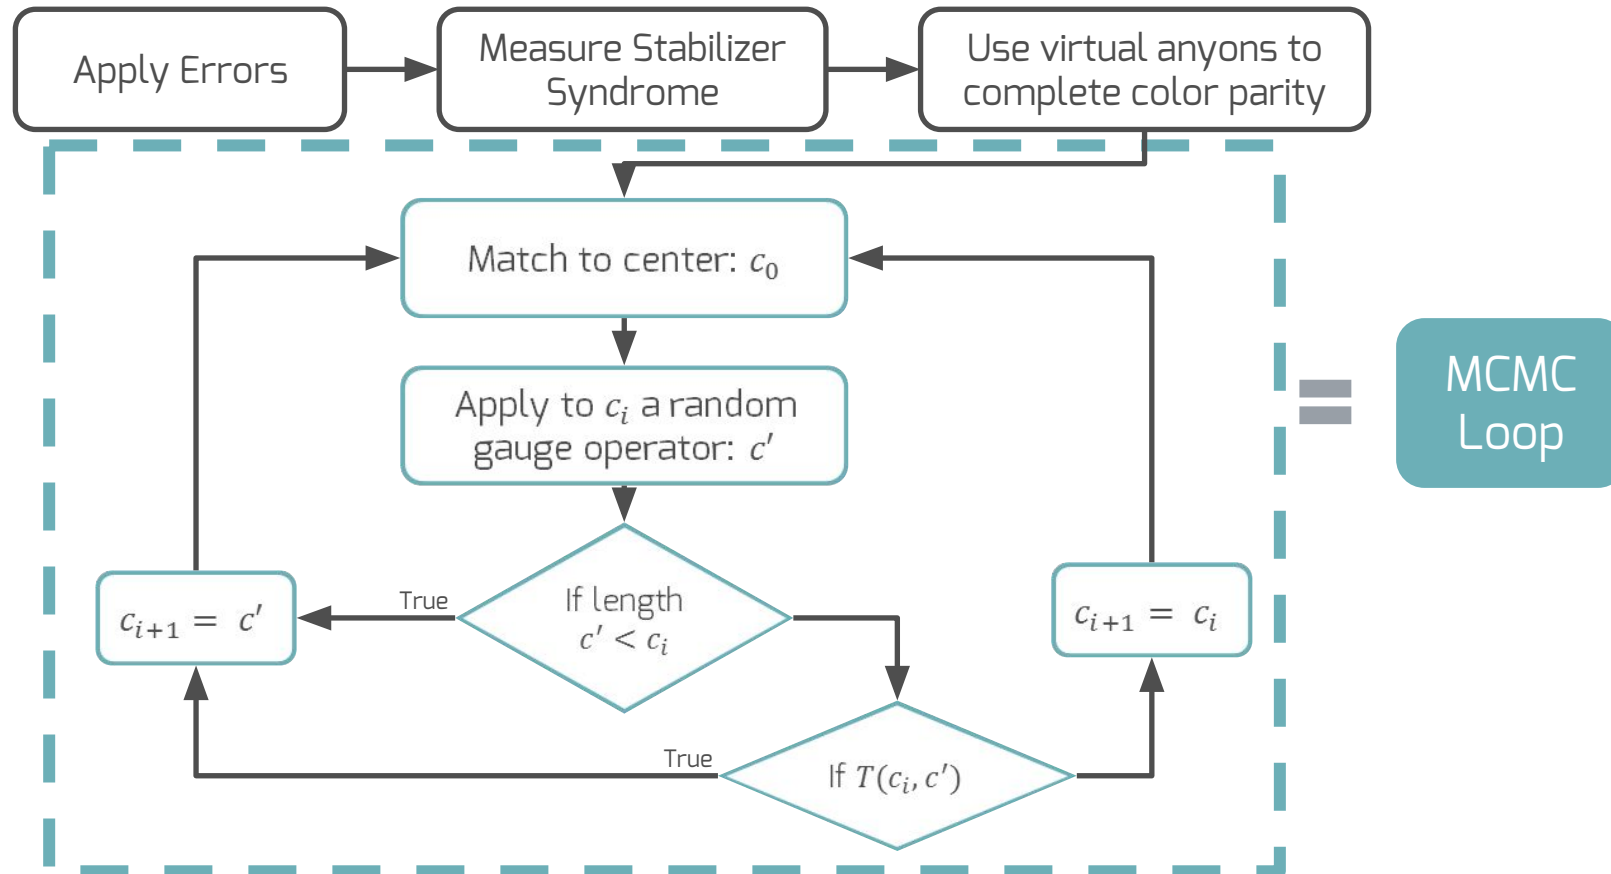 Apply Errors
Measure Stabilizer
Syndrome
Use virtual anyons to
complete color parity
Match to center: c₀
Apply to cᵢ a random
gauge operator: c′
True
If length
c′ < cᵢ
cᵢ₊₁ = c′
cᵢ₊₁ = cᵢ
True
If T(cᵢ, c′)
=
MCMC
Loop